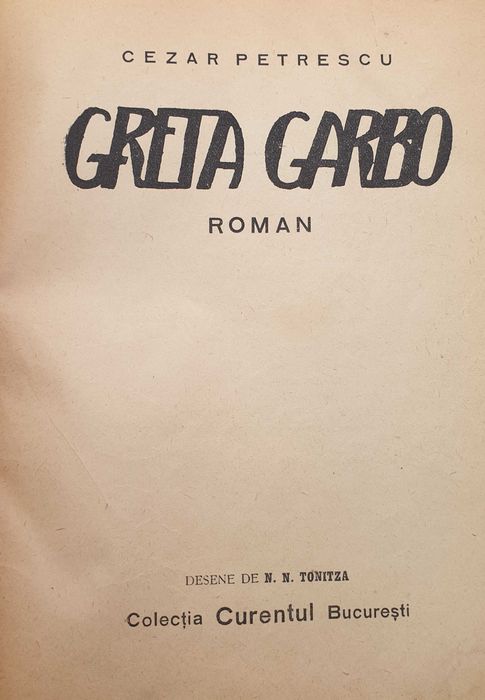 CEZAR PETRESCU
GRETA GARBO
ROMAN
DESENE DE N. N. TONITZA
Colecția Curentul București